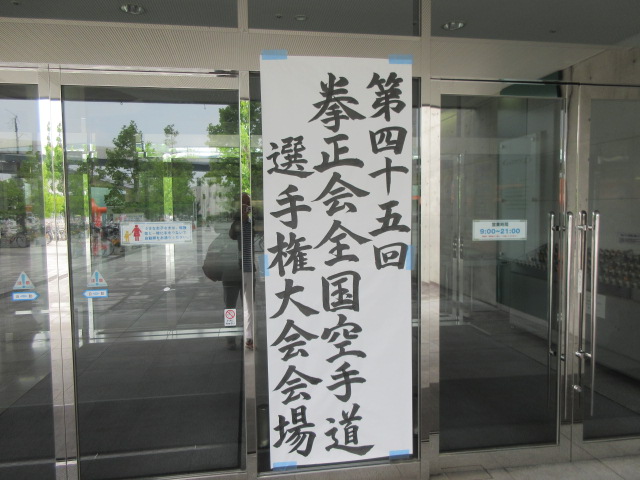 第四十五回
拳正会全国空手道
選手権大会会場
9:00~21:00